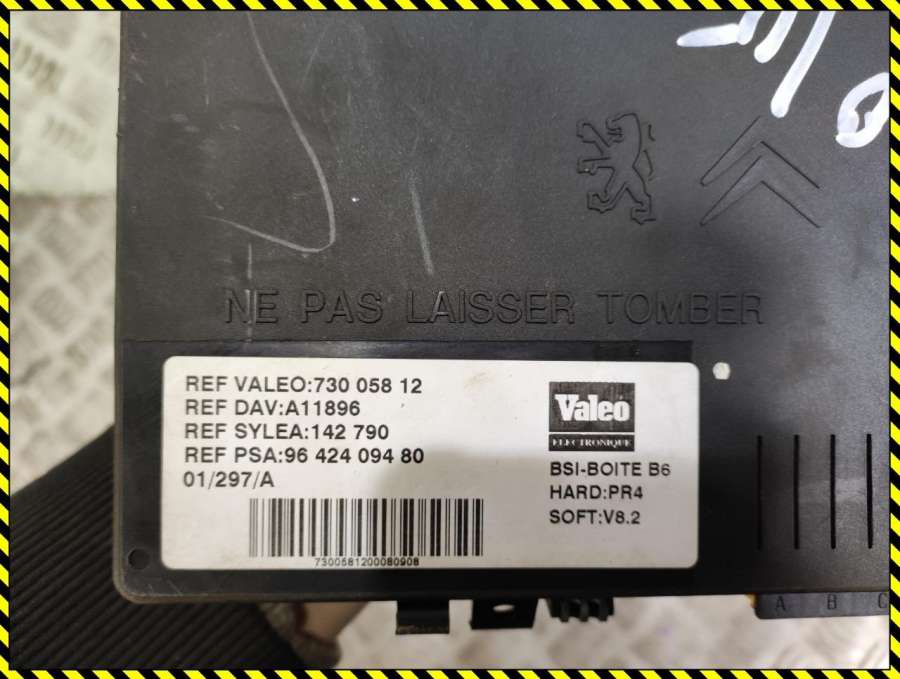 NE PAS LAISSER TOMBER
REF VALEO:730 058 12
REF DAV:A11896
REF SYLEA:142 790
REF PSA:96 424 094 80
01/297/A
7300581200080908
Valeo
ELECTRONIQUE
BSI-BOITE B6
HARD:PR4
SOFT:V8.2
A B C